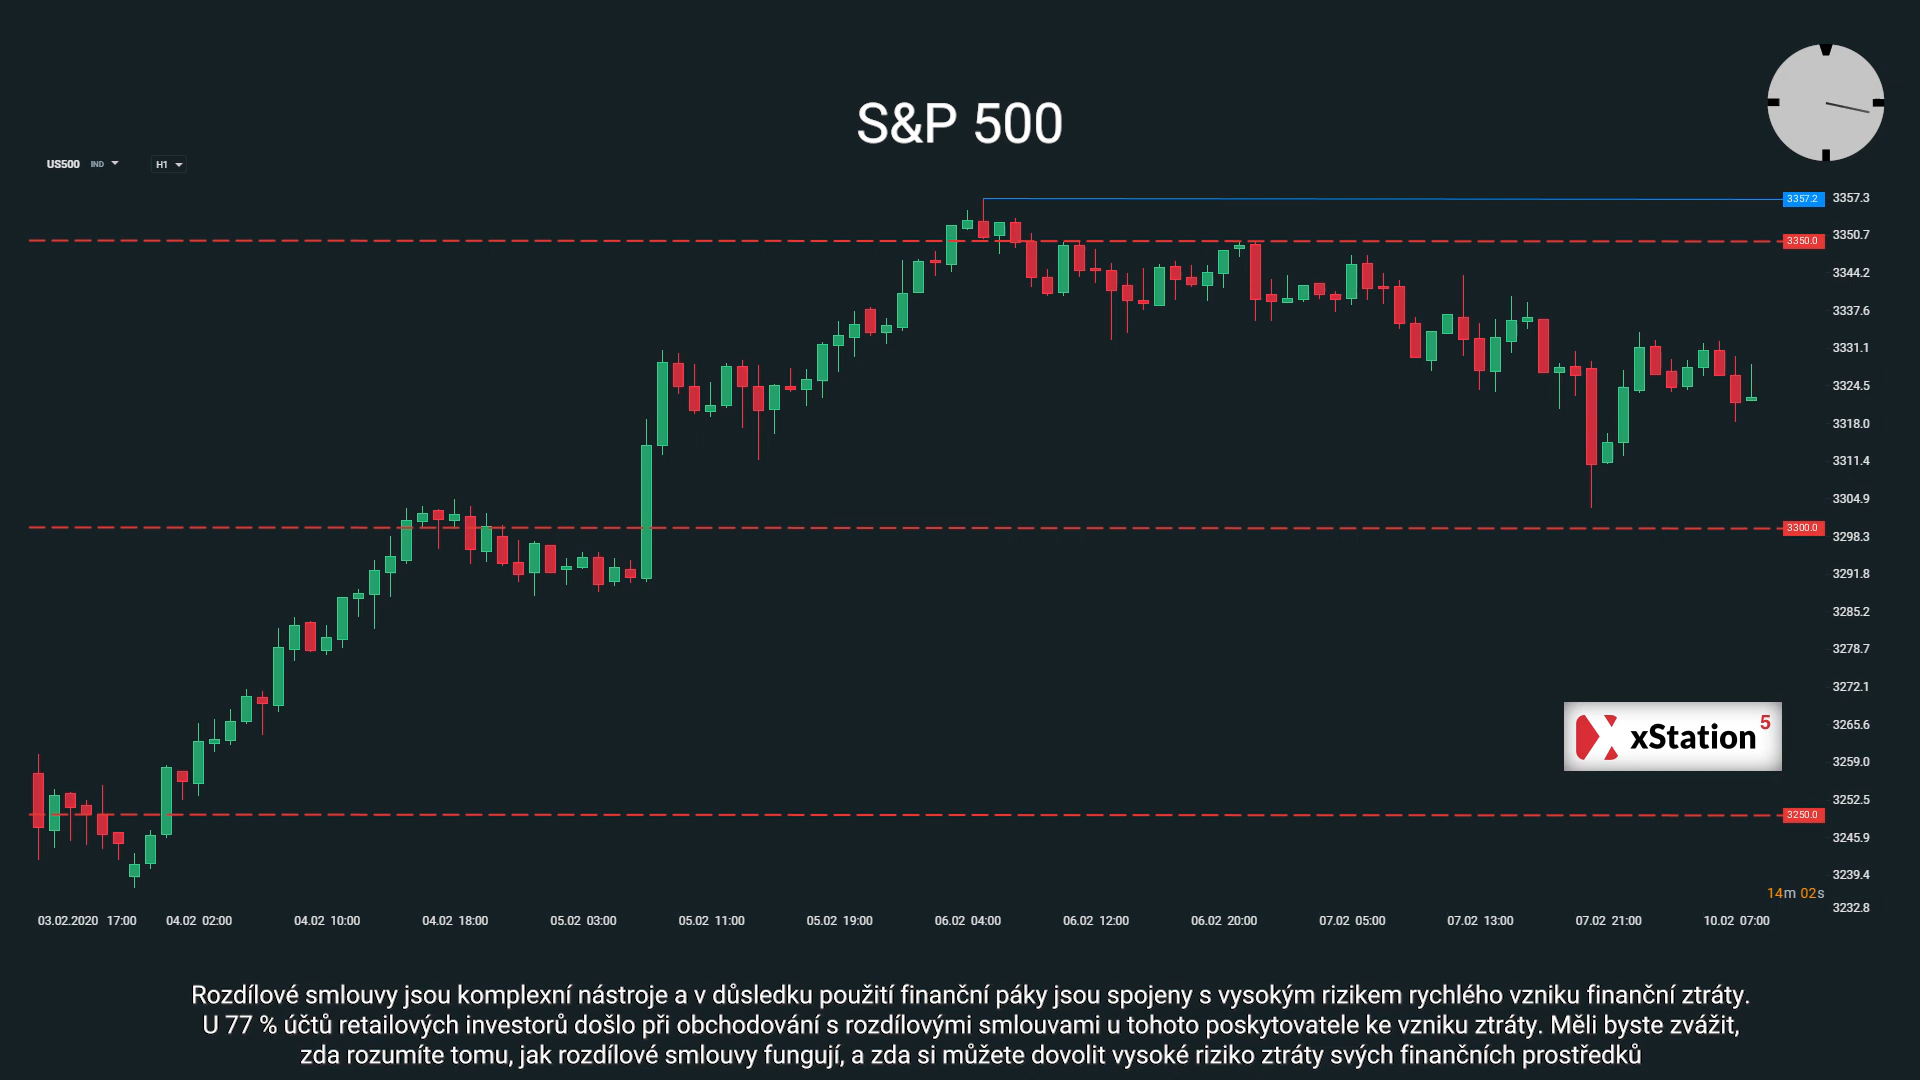 S&P 500
US500 IND H1
3357.2 3357.3
3350.7
3350.0
3344.2
3337.6
3331.1
3324.5
3318.0
3311.4
3304.9
3300.0
3298.3
3291.8
3285.2
3278.7
3272.1
3265.6
xStation 5
3259.0
3252.5
3250.0
3245.9
3239.4
14m 02s
3232.8
03.02.2020 17:00 04.02 02:00 04.02 10:00 04.02 18:00 05.02 03:00 05.02 11:00 05.02 19:00 06.02 04:00 06.02 12:00 06.02 20:00 07.02 05:00 07.02 13:00 07.02 21:00 10.02 07:00
Rozdílové smlouvy jsou komplexní nástroje a v důsledku použití finanční páky jsou spojeny s vysokým rizikem rychlého vzniku finanční ztráty.
U 77 % účtů retailových investorů došlo při obchodování s rozdílovými smlouvami u tohoto poskytovatele ke vzniku ztráty. Měli byste zvážit,
zda rozumíte tomu, jak rozdílové smlouvy fungují, a zda si můžete dovolit vysoké riziko ztráty svých finančních prostředků